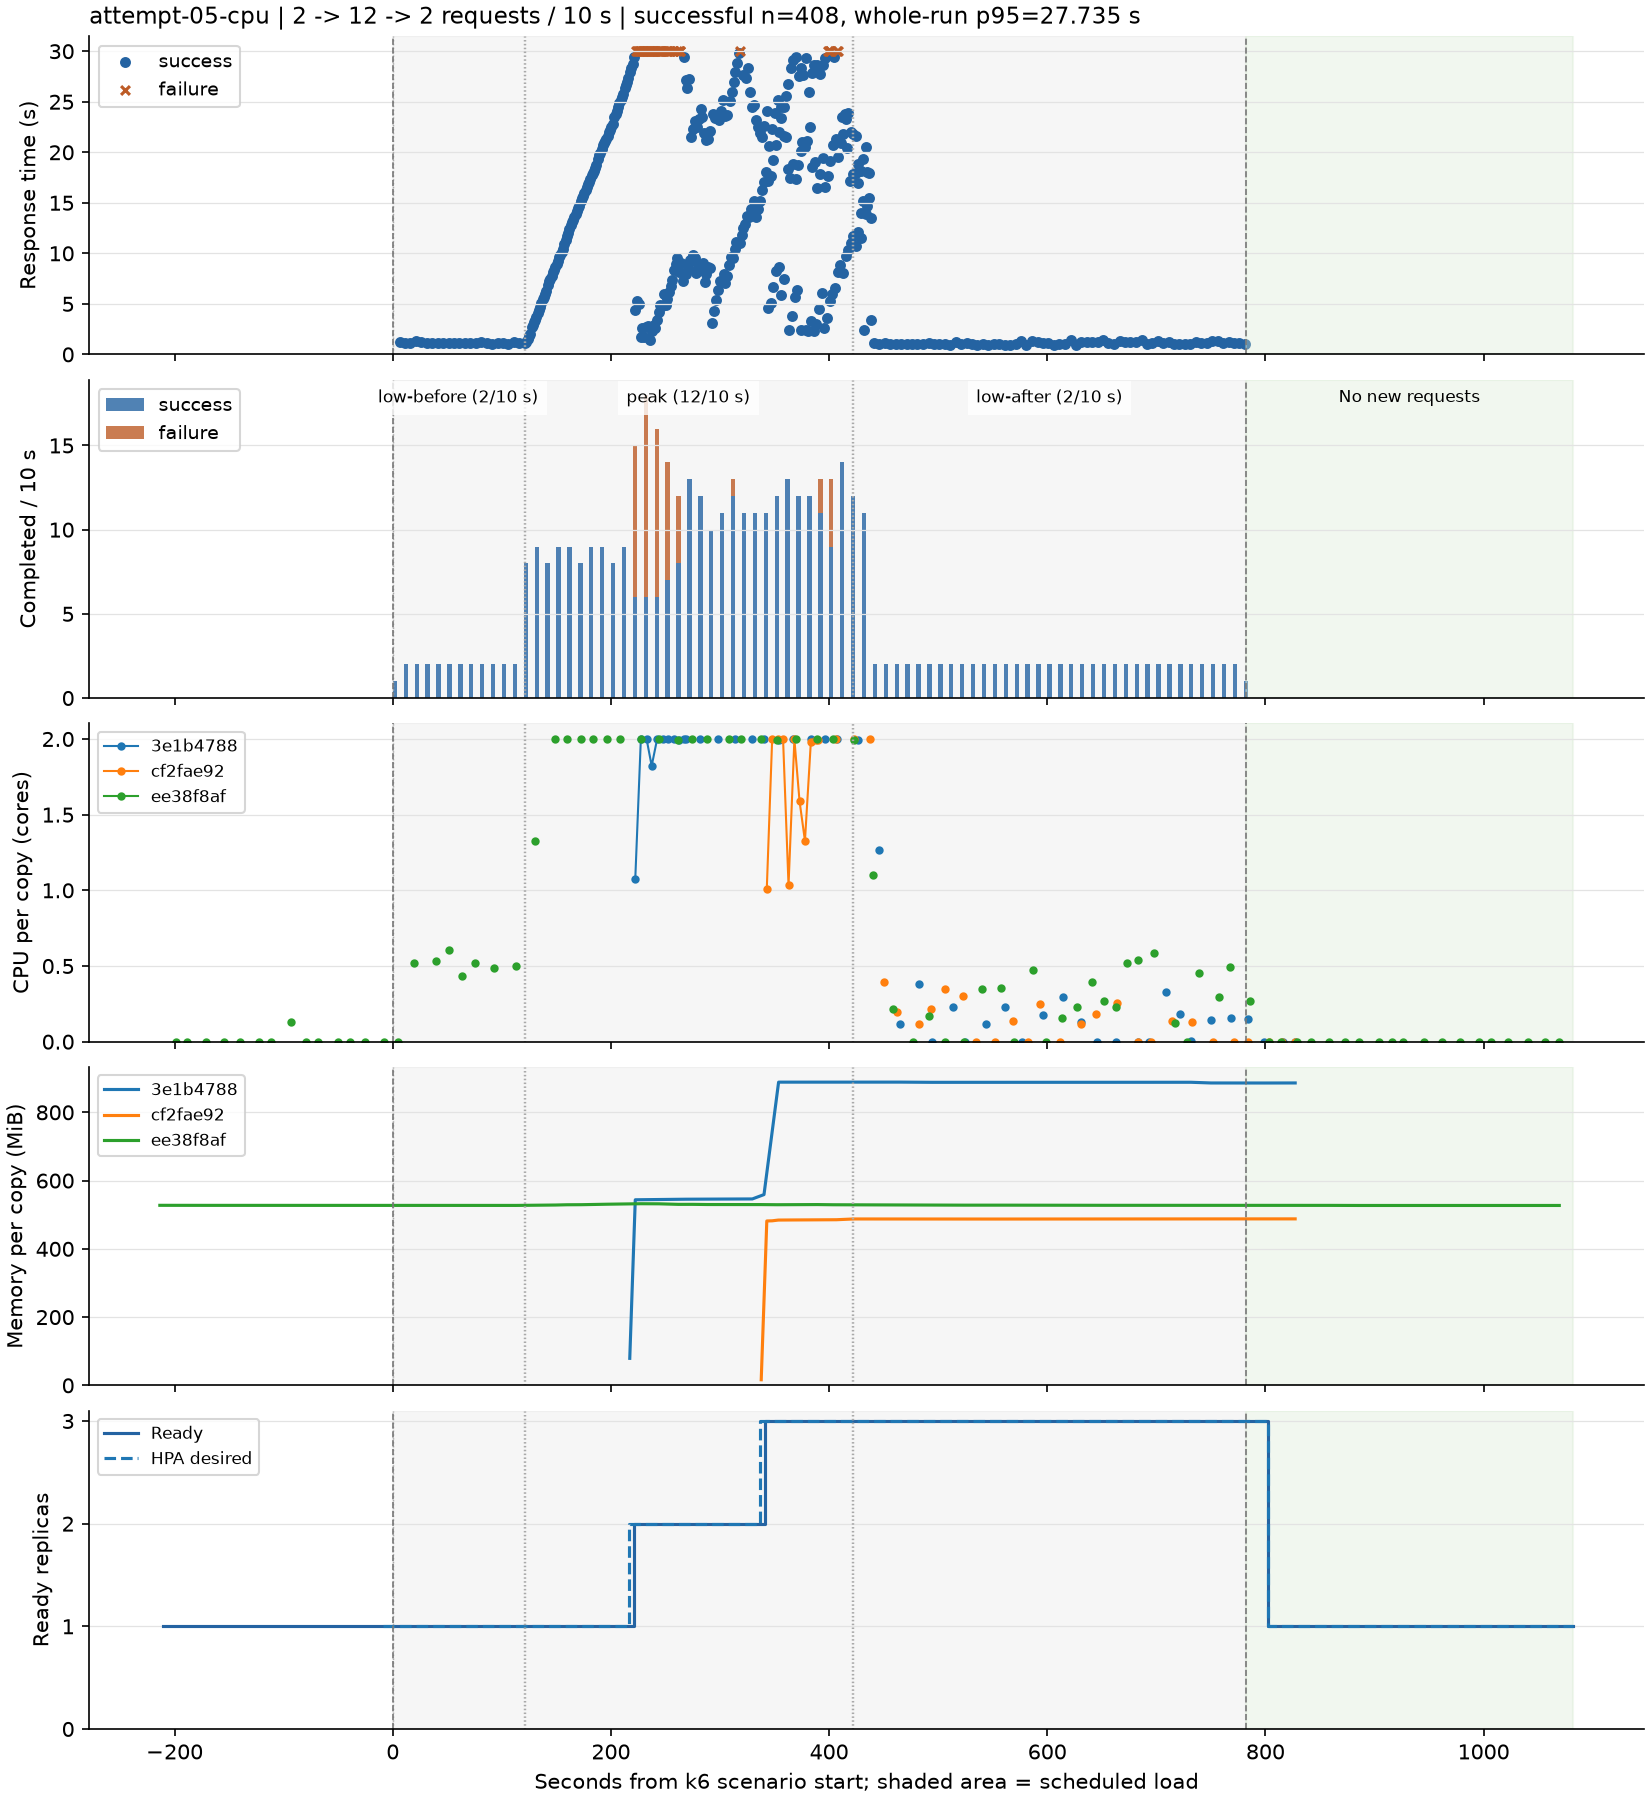 attempt-05-cpu | 2 -> 12 -> 2 requests / 10 s | successful n=408, whole-run p95=27.735 s
Response time (s)
30
25
20
15
10
5
0
success
failure
Completed / 10 s
15
10
5
0
success
failure
low-before (2/10 s)
peak (12/10 s)
low-after (2/10 s)
No new requests
CPU per copy (cores)
2.0
1.5
1.0
0.5
0.0
3e1b4788
cf2fae92
ee38f8af
Memory per copy (MiB)
800
600
400
200
0
3e1b4788
cf2fae92
ee38f8af
Ready replicas
3
2
1
0
Ready
HPA desired
−200
0
200
400
600
800
1000
Seconds from k6 scenario start; shaded area = scheduled load